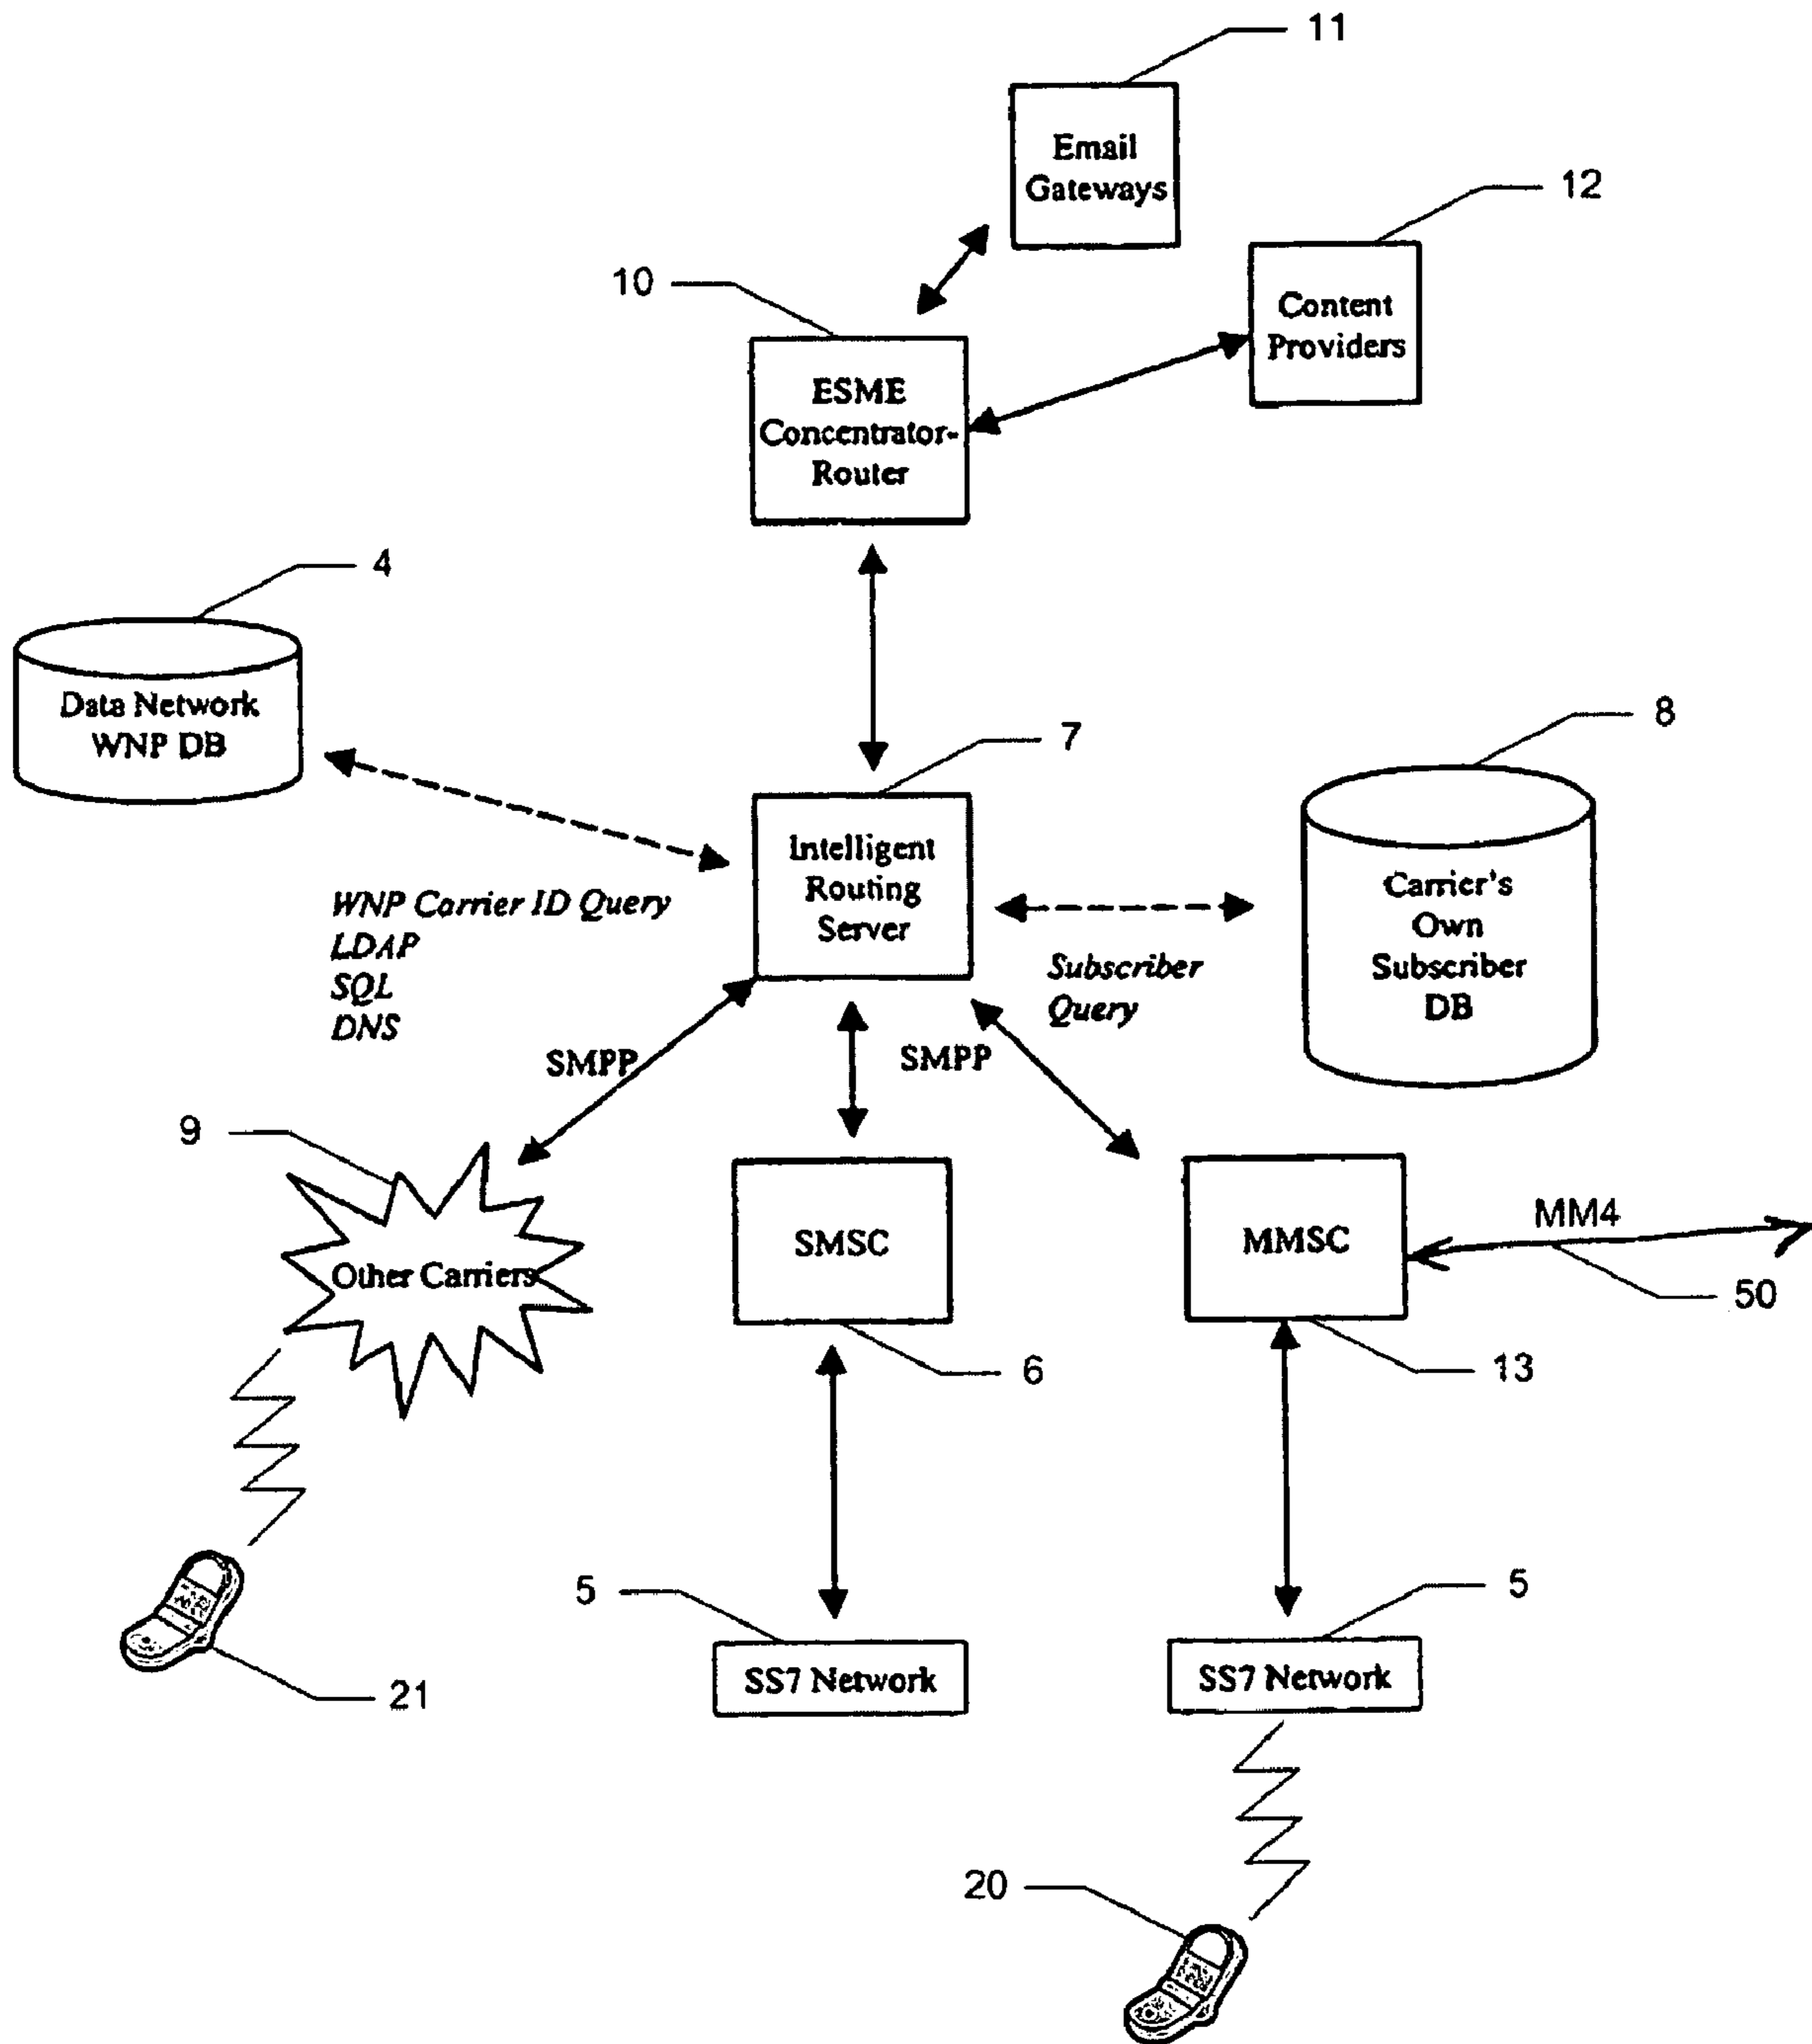 11
Email
Gateways
12
10
Content
Providers
ESME
Concentrator-
Router
4
Data Network
WNP DB
8
7
Intelligent
Routing
Server
Carrier's
Own
Subscriber
DB
WNP Carrier ID Query
LDAP
SQL
DNS
Subscriber
Query
SMPP
SMPP
9
Other Carriers
SMSC
MMSC
MM4
50
6
13
5
5
SS7 Network
SS7 Network
21
20